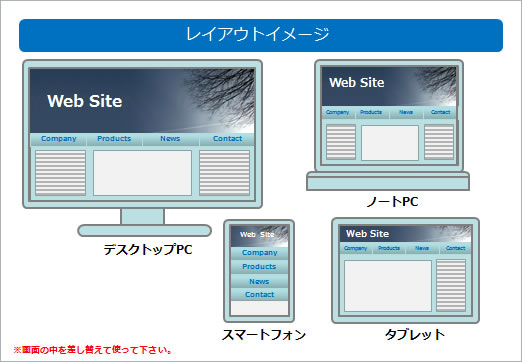 レイアウトイメージ
Web Site
Company Products News Contact
デスクトップPC
Web Site
Company Products News Contact
ノートPC
Web Site
Company
Products
News
Contact
スマートフォン
Web Site
Company Products News Contact
タブレット
※画面の中を差し替えて使って下さい。